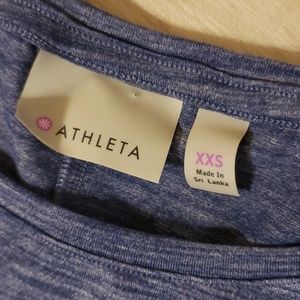 ATHLETA
XXS
Made In
Sri Lanka